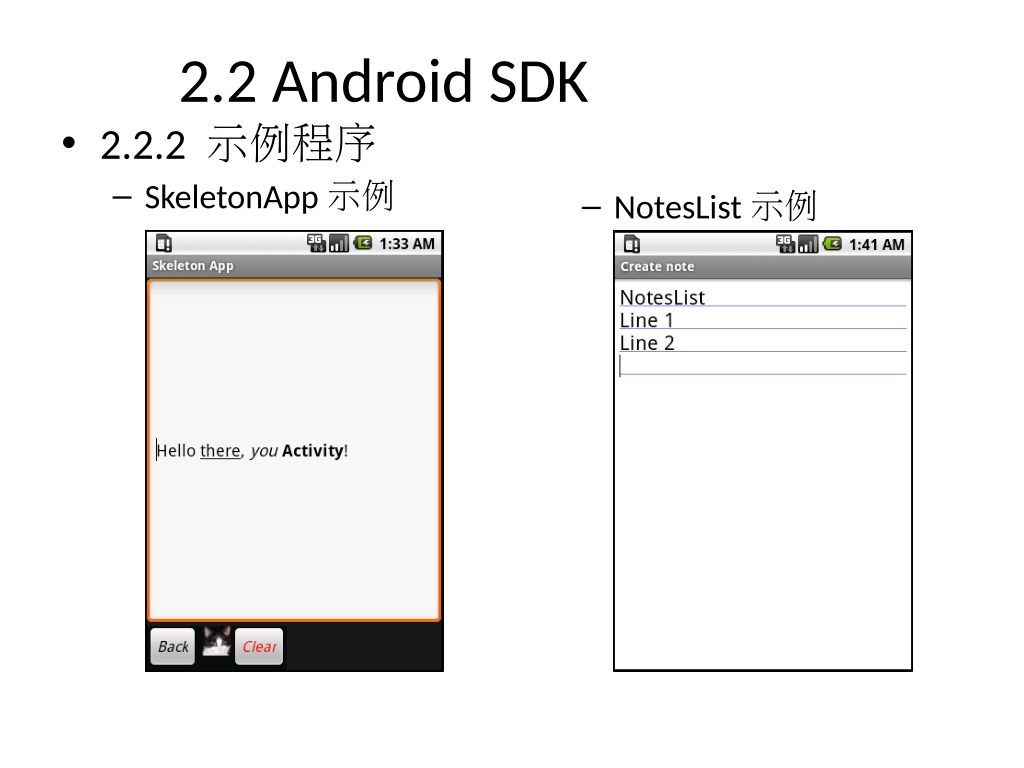 2.2 Android SDK
• 2.2.2 示例程序
– SkeletonApp 示例
– NotesList 示例
3G 1:33 AM
Skeleton App
Hello there, you Activity!
Back
Clear
3G 1:41 AM
Create note
NotesList
Line 1
Line 2